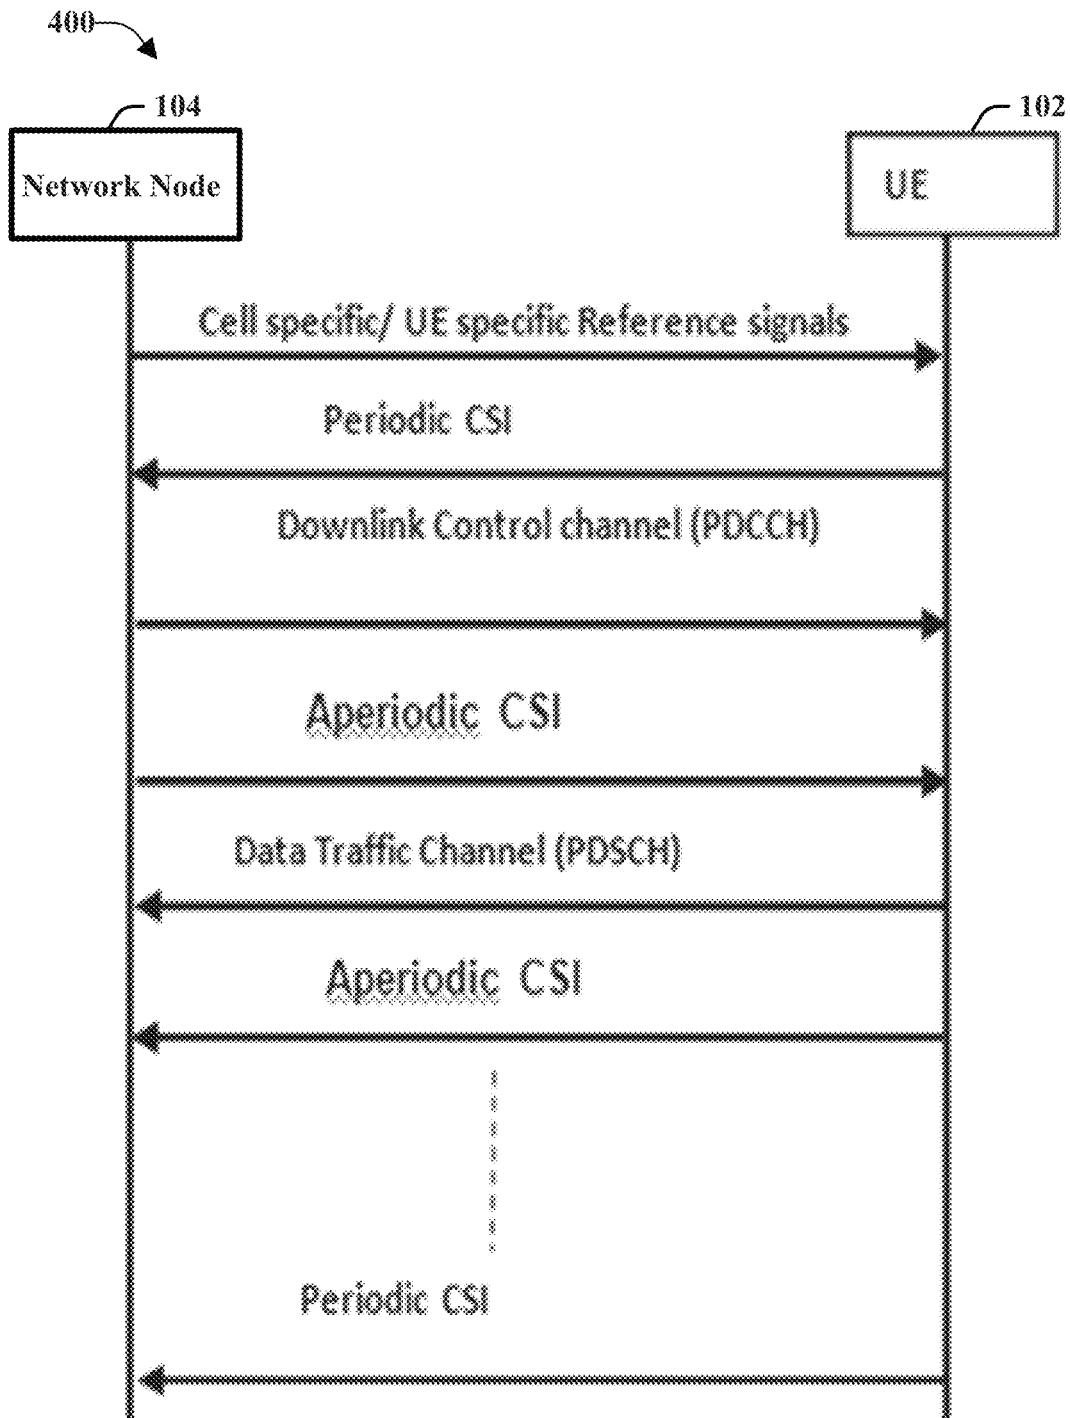 400
104
102
Network Node
UE
Cell specific/ UE specific Reference signals
Periodic CSI
Downlink Control channel (PDCCH)
Aperiodic CSI
Data Traffic Channel (PDSCH)
Aperiodic CSI
Periodic CSI